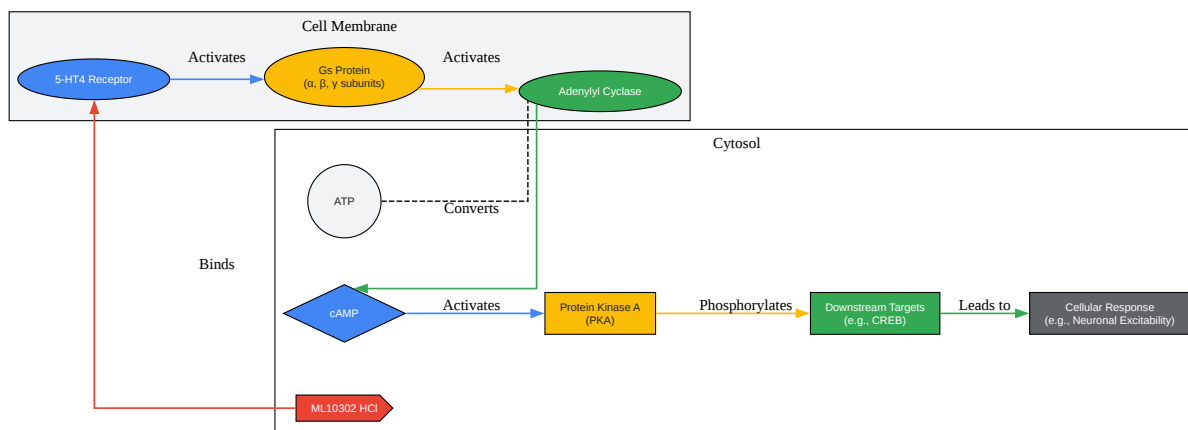 Cell Membrane
Activates
Activates
5-HT4 Receptor
Gs Protein
(α, β, γ subunits)
Adenylyl Cyclase
Cytosol
ATP
Converts
Binds
cAMP
Activates
Protein Kinase A
(PKA)
Phosphorylates
Downstream Targets
(e.g., CREB)
Leads to
Cellular Response
(e.g., Neuronal Excitability)
ML10302 HCl